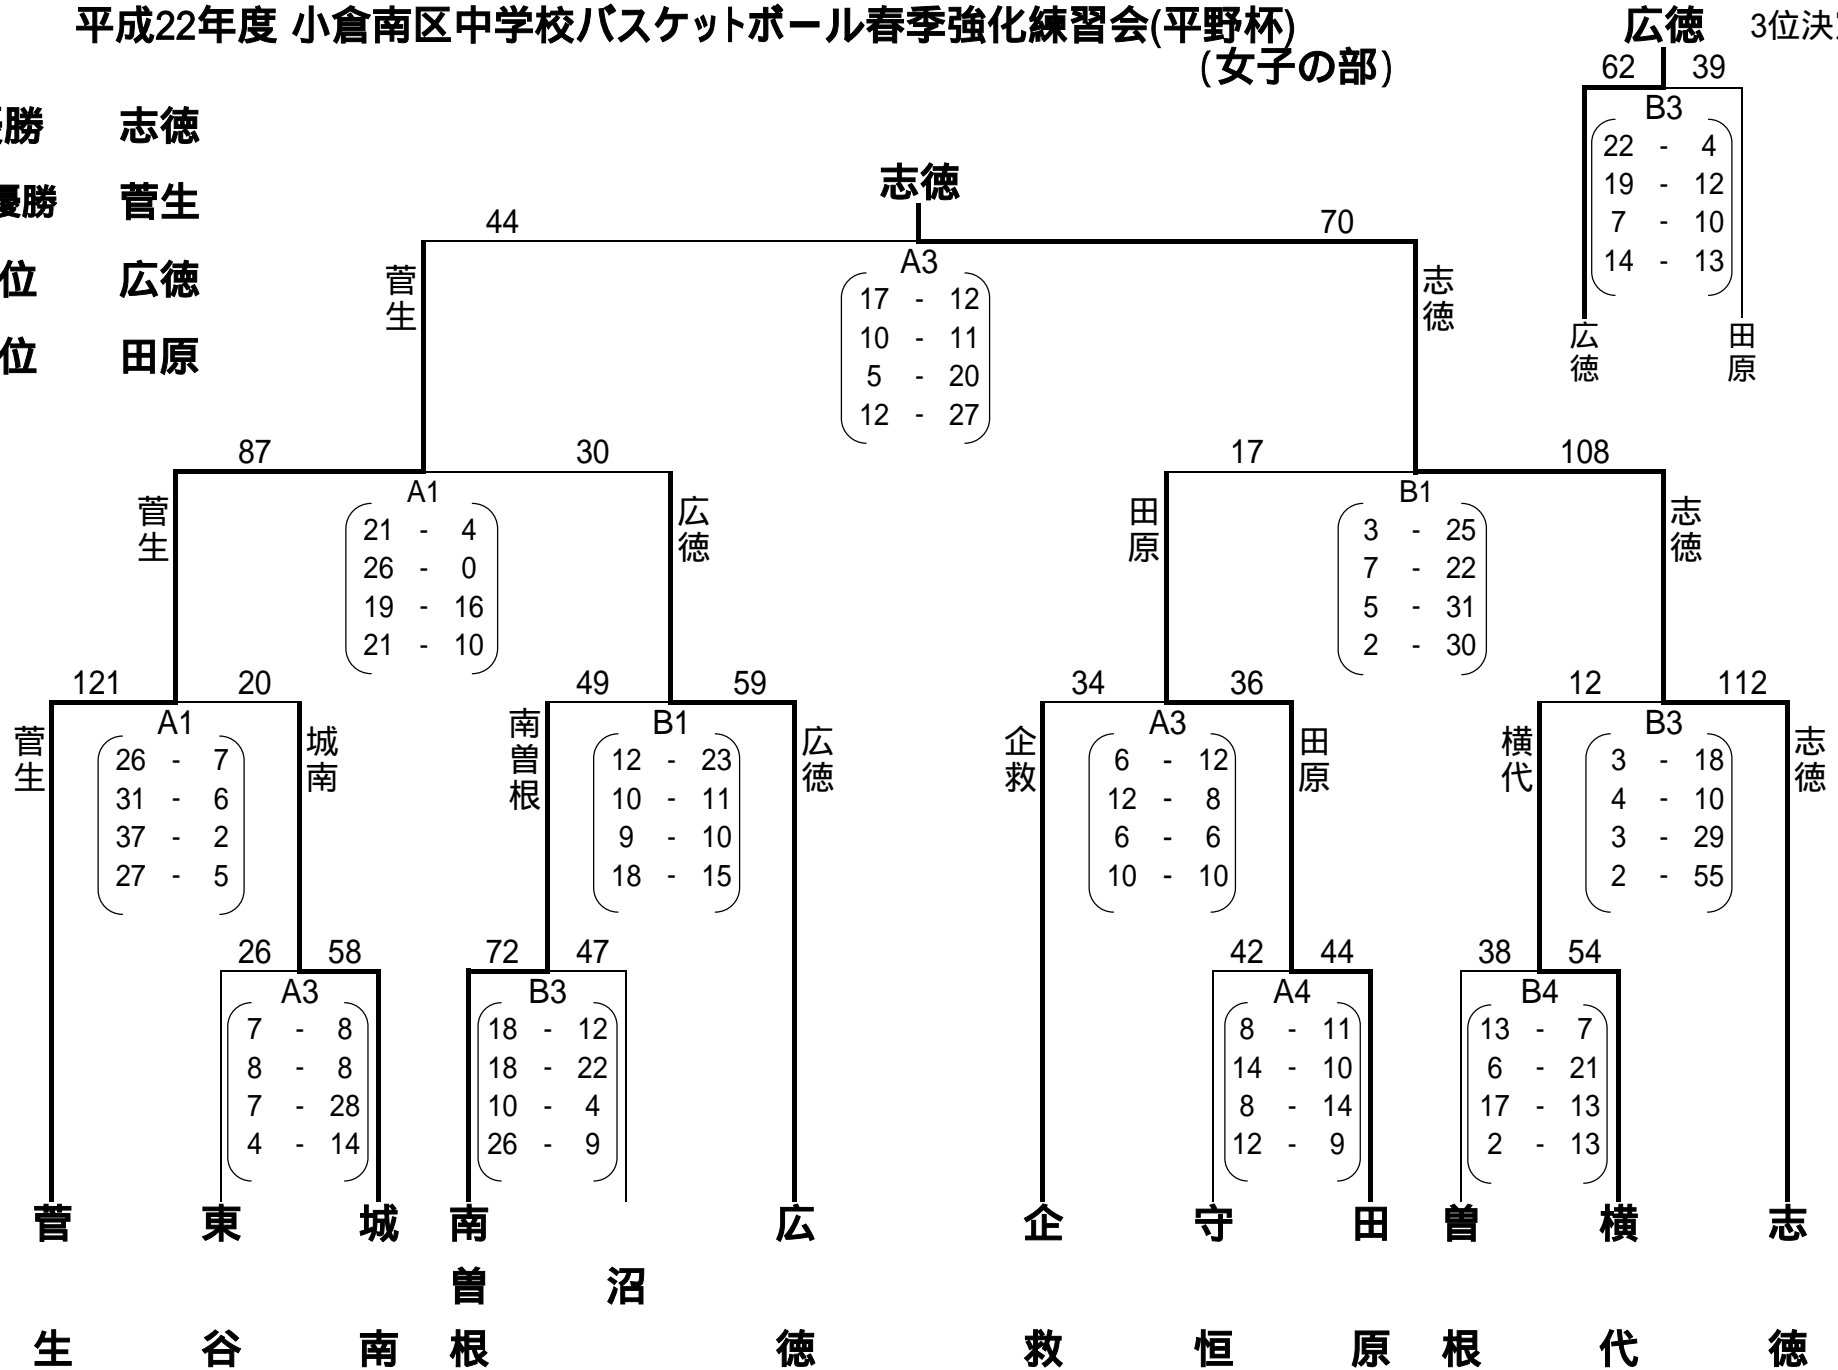 平成22年度 小倉南区中学校バスケットボール春季強化練習会(平野杯)
(女子の部)
広徳 3位決
62 39
B3
22 - 4
19 - 12
7 - 10
14 - 13
広徳 田原
勝 志徳
優勝 菅生
位 広徳
位 田原
志徳
44 70
菅生 志徳
A3
17 - 12
10 - 11
5 - 20
12 - 27
87 30 17 108
菅生 広徳 田原 志徳
A1
21 - 4
26 - 0
19 - 16
21 - 10
B1
3 - 25
7 - 22
5 - 31
2 - 30
121 20 49 59 34 36 12 112
菅生 城南 南曽根 広徳 企救 田原 横代 志徳
A1
26 - 7
31 - 6
37 - 2
27 - 5
B1
12 - 23
10 - 11
9 - 10
18 - 15
A3
6 - 12
12 - 8
6 - 6
10 - 10
B3
3 - 18
4 - 10
3 - 29
2 - 55
26 58 72 47 42 44 38 54
A3
7 - 8
8 - 8
7 - 28
4 - 14
B3
18 - 12
18 - 22
10 - 4
26 - 9
A4
8 - 11
14 - 10
8 - 14
12 - 9
B4
13 - 7
6 - 21
17 - 13
2 - 13
菅生 東谷 城南 南曽根 沼 広徳 企救 守恒 田原 曽根 横代 志徳